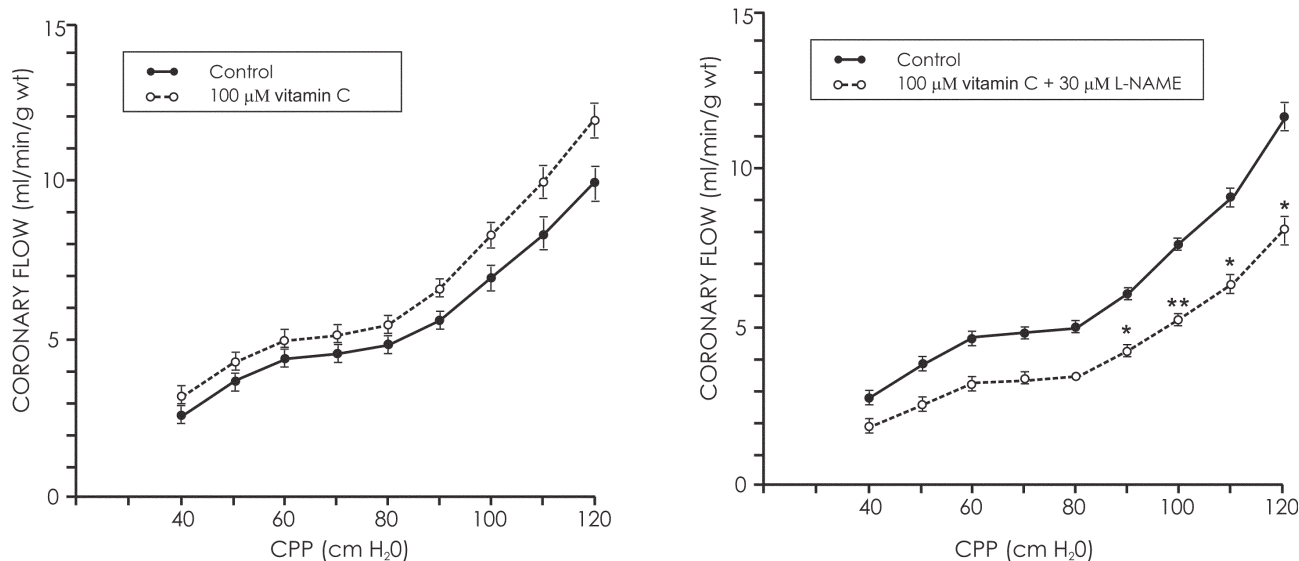 CORONARY FLOW (ml/min/g wt)
15
10
5
0
Control
100 μM vitamin C
40
60
80
100
120
CPP (cm H₂0)
CORONARY FLOW (ml/min/g wt)
15
10
5
0
Control
100 μM vitamin C + 30 μM L-NAME
*
**
*
*
40
60
80
100
120
CPP (cm H₂0)